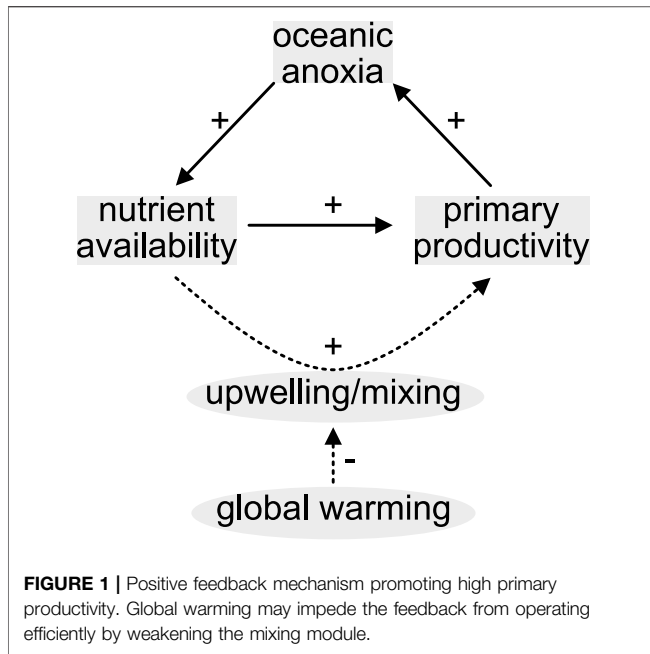 oceanic
anoxia
+
+
nutrient
availability
+
primary
productivity
+
upwelling/mixing
-
global warming
FIGURE 1 | Positive feedback mechanism promoting high primary
productivity. Global warming may impede the feedback from operating
efficiently by weakening the mixing module.